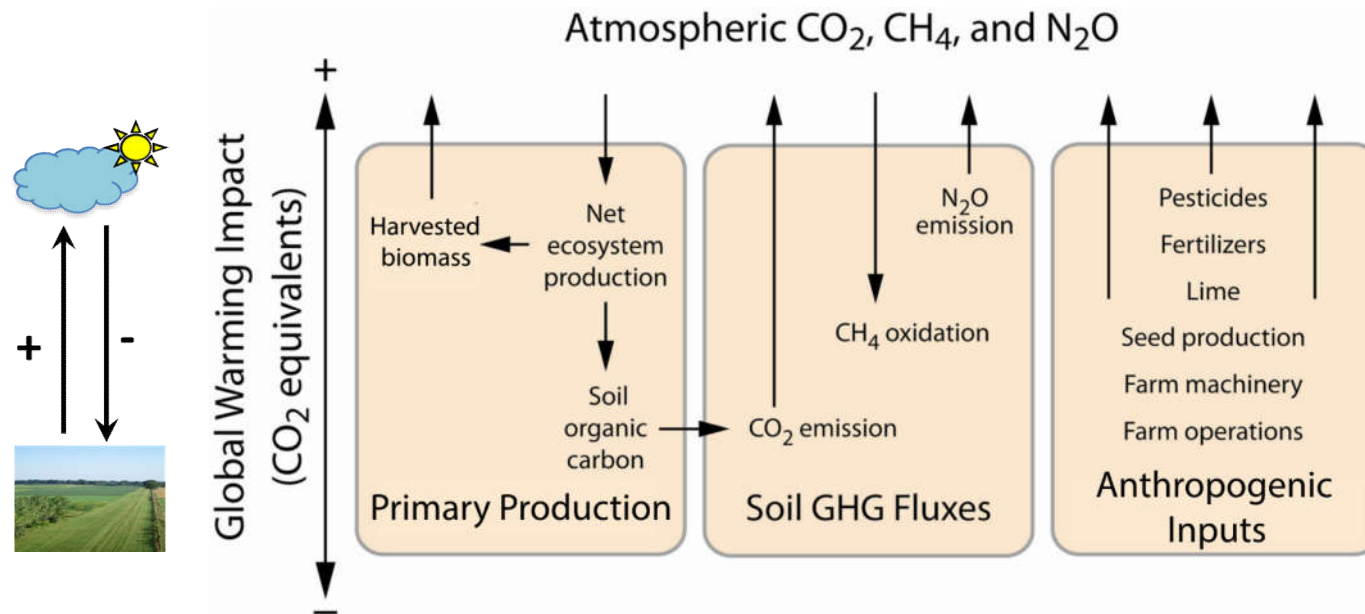 Atmospheric CO₂, CH₄, and N₂O
+
+
-
Global Warming Impact
(CO₂ equivalents)
–
Harvested
biomass
Net
ecosystem
production
Soil
organic
carbon
Primary Production
N₂O
emission
CH₄ oxidation
CO₂ emission
Soil GHG Fluxes
Pesticides
Fertilizers
Lime
Seed production
Farm machinery
Farm operations
Anthropogenic
Inputs